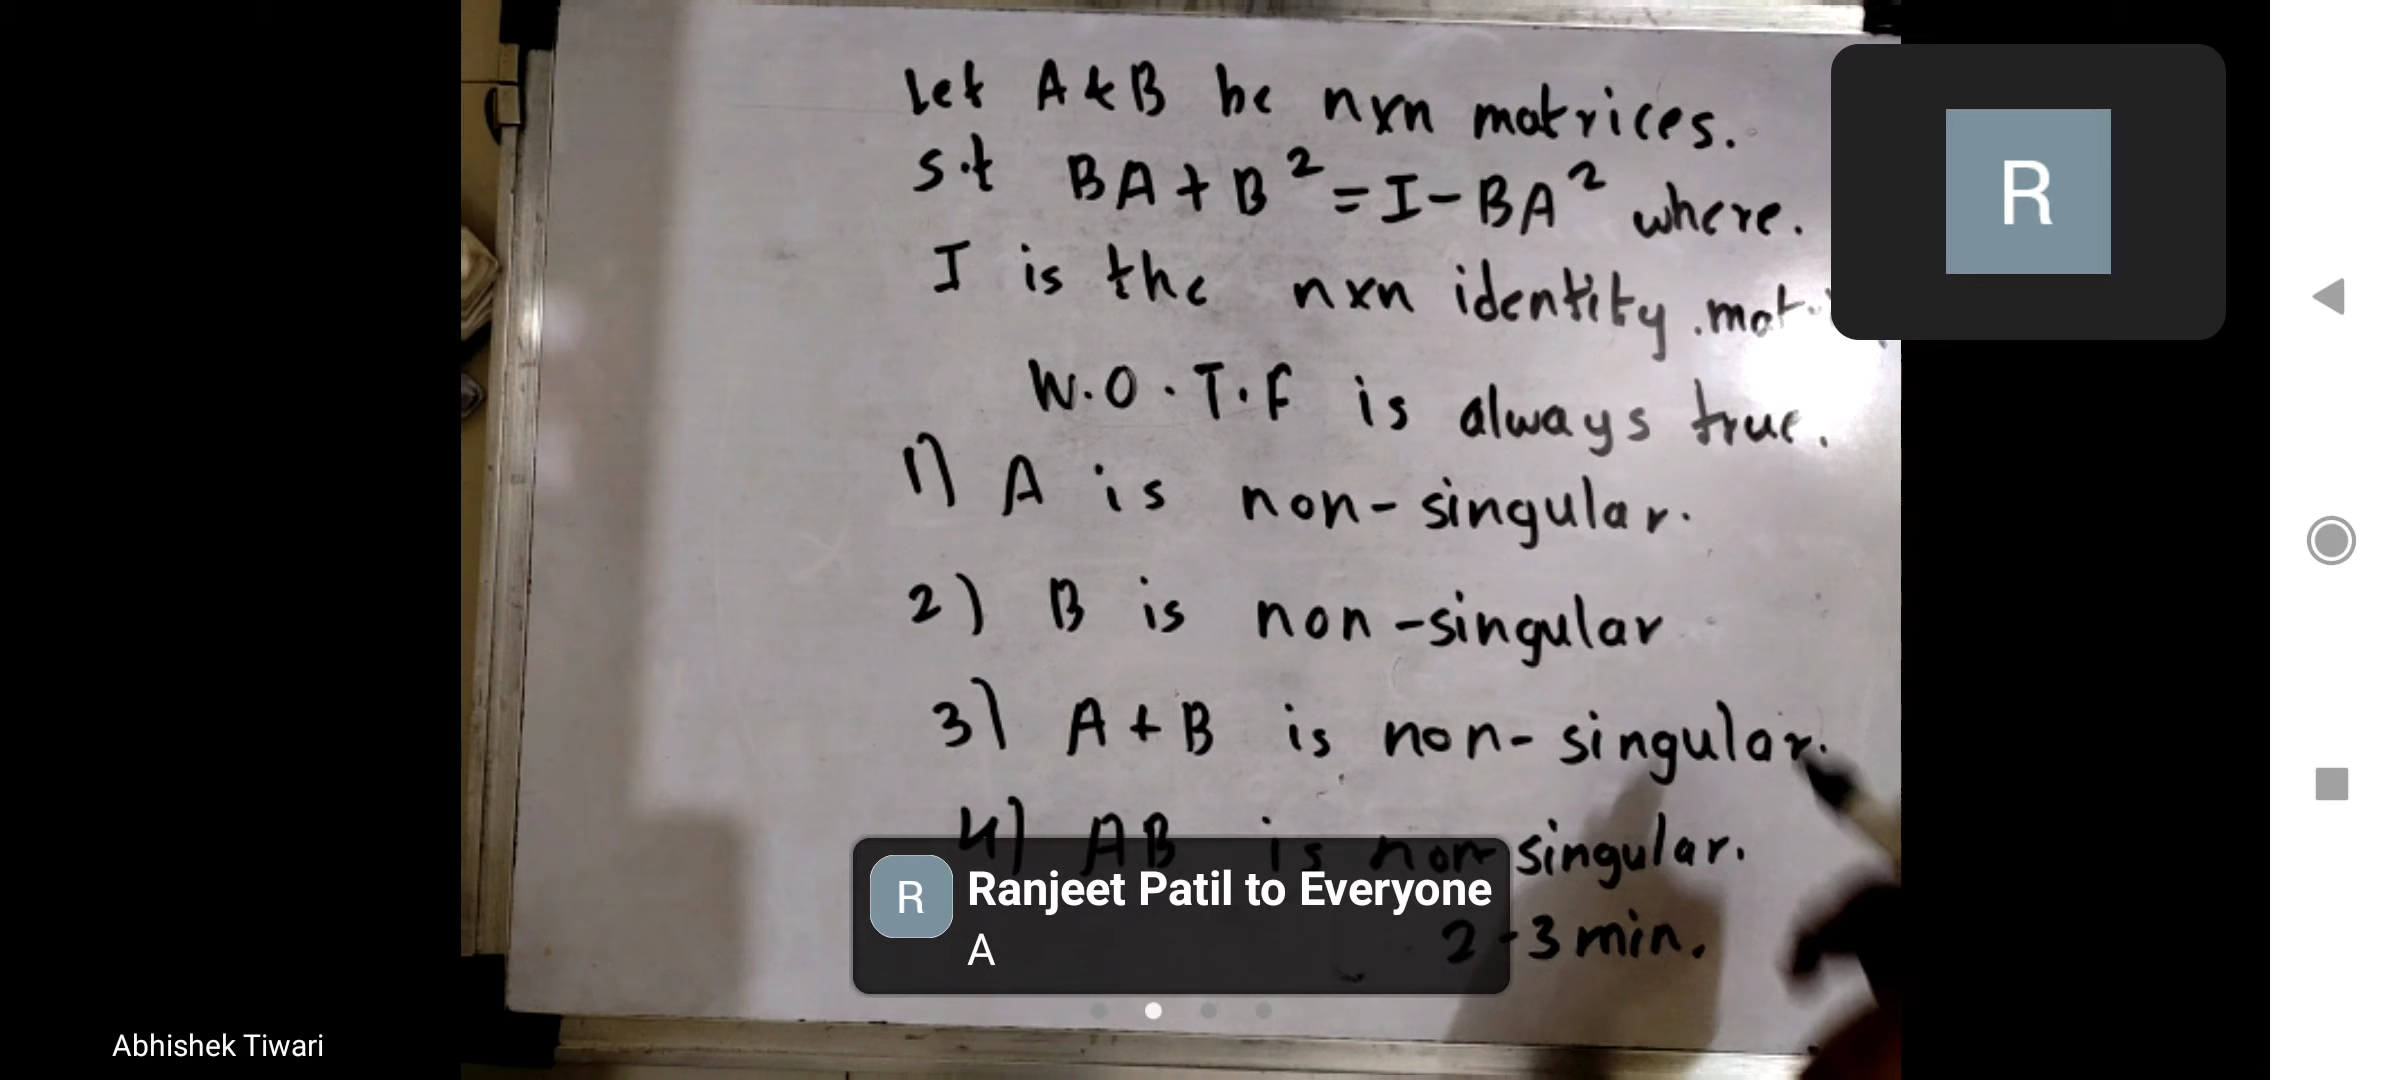 Let A & B be nxn matrices.
S.t BA + B² = I - BA² where.
I is the nxn identity
W.O.T.F is always true.
1) A is non-singular.
2) B is non-singular
3) A + B is non-singular.
4) AB is non singular.
2-3 min.
R
R
Ranjeet Patil to Everyone
A
Abhishek Tiwari